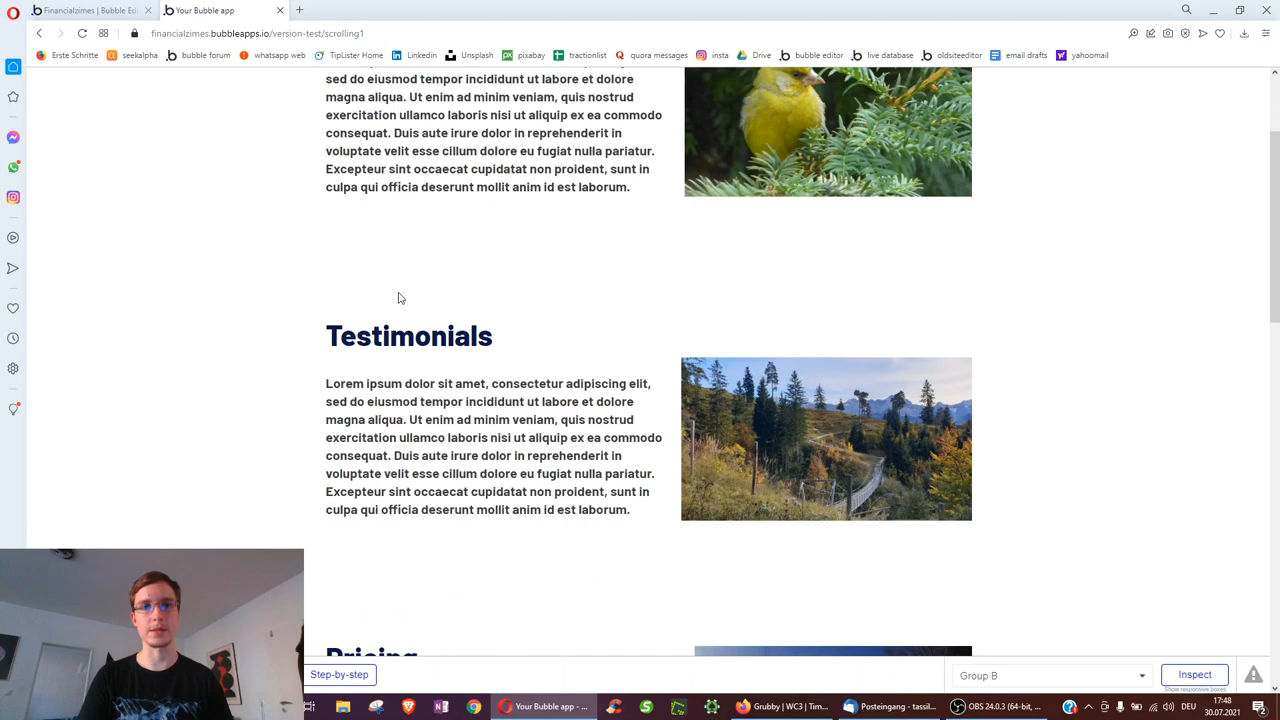 Financialzimes | Bubble Ed
Your Bubble app
financialzimes.bubbleapps.io/version-test/scrolling1
Erste Schritte
seekalpha
bubble forum
whatsapp web
TipLister Home
Linkedin
Unsplash
pixabay
tractionlist
quora messages
insta
Drive
bubble editor
live database
oldsiteeditor
email drafts
yahoomail
sed do eiusmod tempor incididunt ut labore et dolore
magna aliqua. Ut enim ad minim veniam, quis nostrud
exercitation ullamco laboris nisi ut aliquip ex ea commodo
consequat. Duis aute irure dolor in reprehenderit in
voluptate velit esse cillum dolore eu fugiat nulla pariatur.
Excepteur sint occaecat cupidatat non proident, sunt in
culpa qui officia deserunt mollit anim id est laborum.
Testimonials
Lorem ipsum dolor sit amet, consectetur adipiscing elit,
sed do eiusmod tempor incididunt ut labore et dolore
magna aliqua. Ut enim ad minim veniam, quis nostrud
exercitation ullamco laboris nisi ut aliquip ex ea commodo
consequat. Duis aute irure dolor in reprehenderit in
voluptate velit esse cillum dolore eu fugiat nulla pariatur.
Excepteur sint occaecat cupidatat non proident, sunt in
culpa qui officia deserunt mollit anim id est laborum.
Pricing
Step-by-step
Group B
Inspect
Show responsive boxes
Your Bubble app - ...
Grubby | WC3 | Tim...
Posteingang - tassil...
OBS 24.0.3 (64-bit, ...
DEU
17:48
30.07.2021